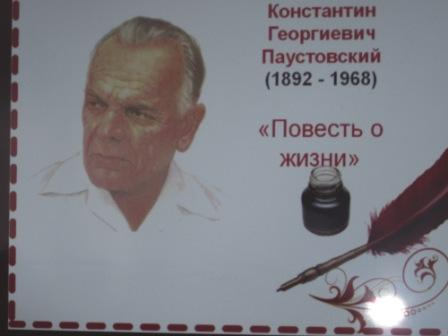 Константин
Георгиевич
Паустовский
(1892 - 1968)
«Повесть о
жизни»